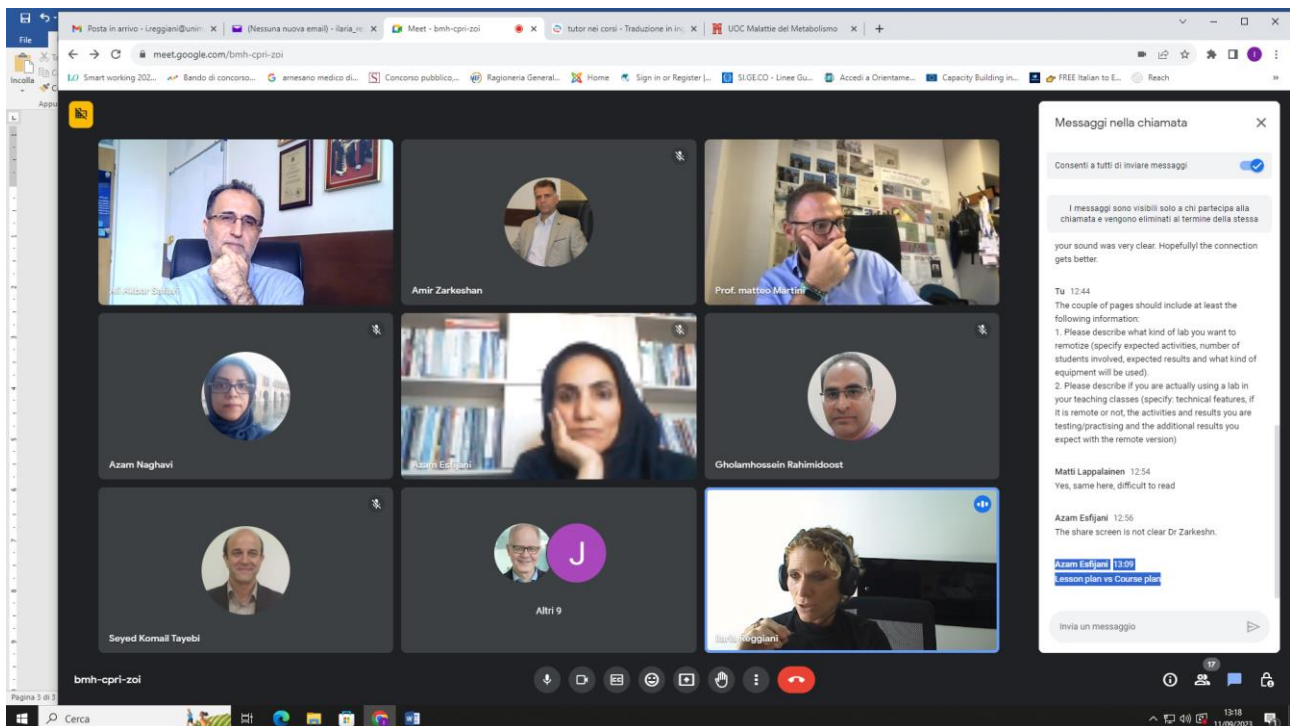 File
Incolla
Appu
Pagina 3 di 3
Posta in arrivo - i.reggiani@unim
(Nessuna nuova email) - ilaria_re
Meet - bmh-cpri-zoi
tutor nei corsi - Traduzione in ing
UOC Malattie del Metabolismo
meet.google.com/bmh-cpri-zoi
Smart working 202...
Bando di concorso...
arnesano medico di...
Concorso pubblico,...
Ragioneria General...
Home
Sign in or Register |...
SI.GE.CO - Linee Gu...
Accedi a Orientame...
Capacity Building in...
FREE Italian to E...
Reach
Ali Akbar Safavi
Amir Zarkeshan
Prof. matteo Martini
Azam Naghavi
Azam Esfijani
Gholamhossein Rahimidoost
Seyed Komail Tayebi
J
Altri 9
Ilaria Reggiani
Messaggi nella chiamata
Consenti a tutti di inviare messaggi
I messaggi sono visibili solo a chi partecipa alla
chiamata e vengono eliminati al termine della stessa
your sound was very clear. Hopefullyl the connection
gets better.
Tu 12:44
The couple of pages should include at least the
following information:
1. Please describe what kind of lab you want to
remotize (specify expected activities, number of
students involved, expected results and what kind of
equipment will be used).
2. Please describe if you are actually using a lab in
your teaching classes (specify: technical features, if
it is remote or not, the activities and results you are
testing/practising and the additional results you
expect with the remote version)
Matti Lappalainen 12:54
Yes, same here, difficult to read
Azam Esfijani 12:56
The share screen is not clear Dr Zarkeshn.
Azam Esfijani 13:09
Lesson plan vs Course plan
Invia un messaggio
bmh-cpri-zoi
17
Cerca
13:18
11/09/2023